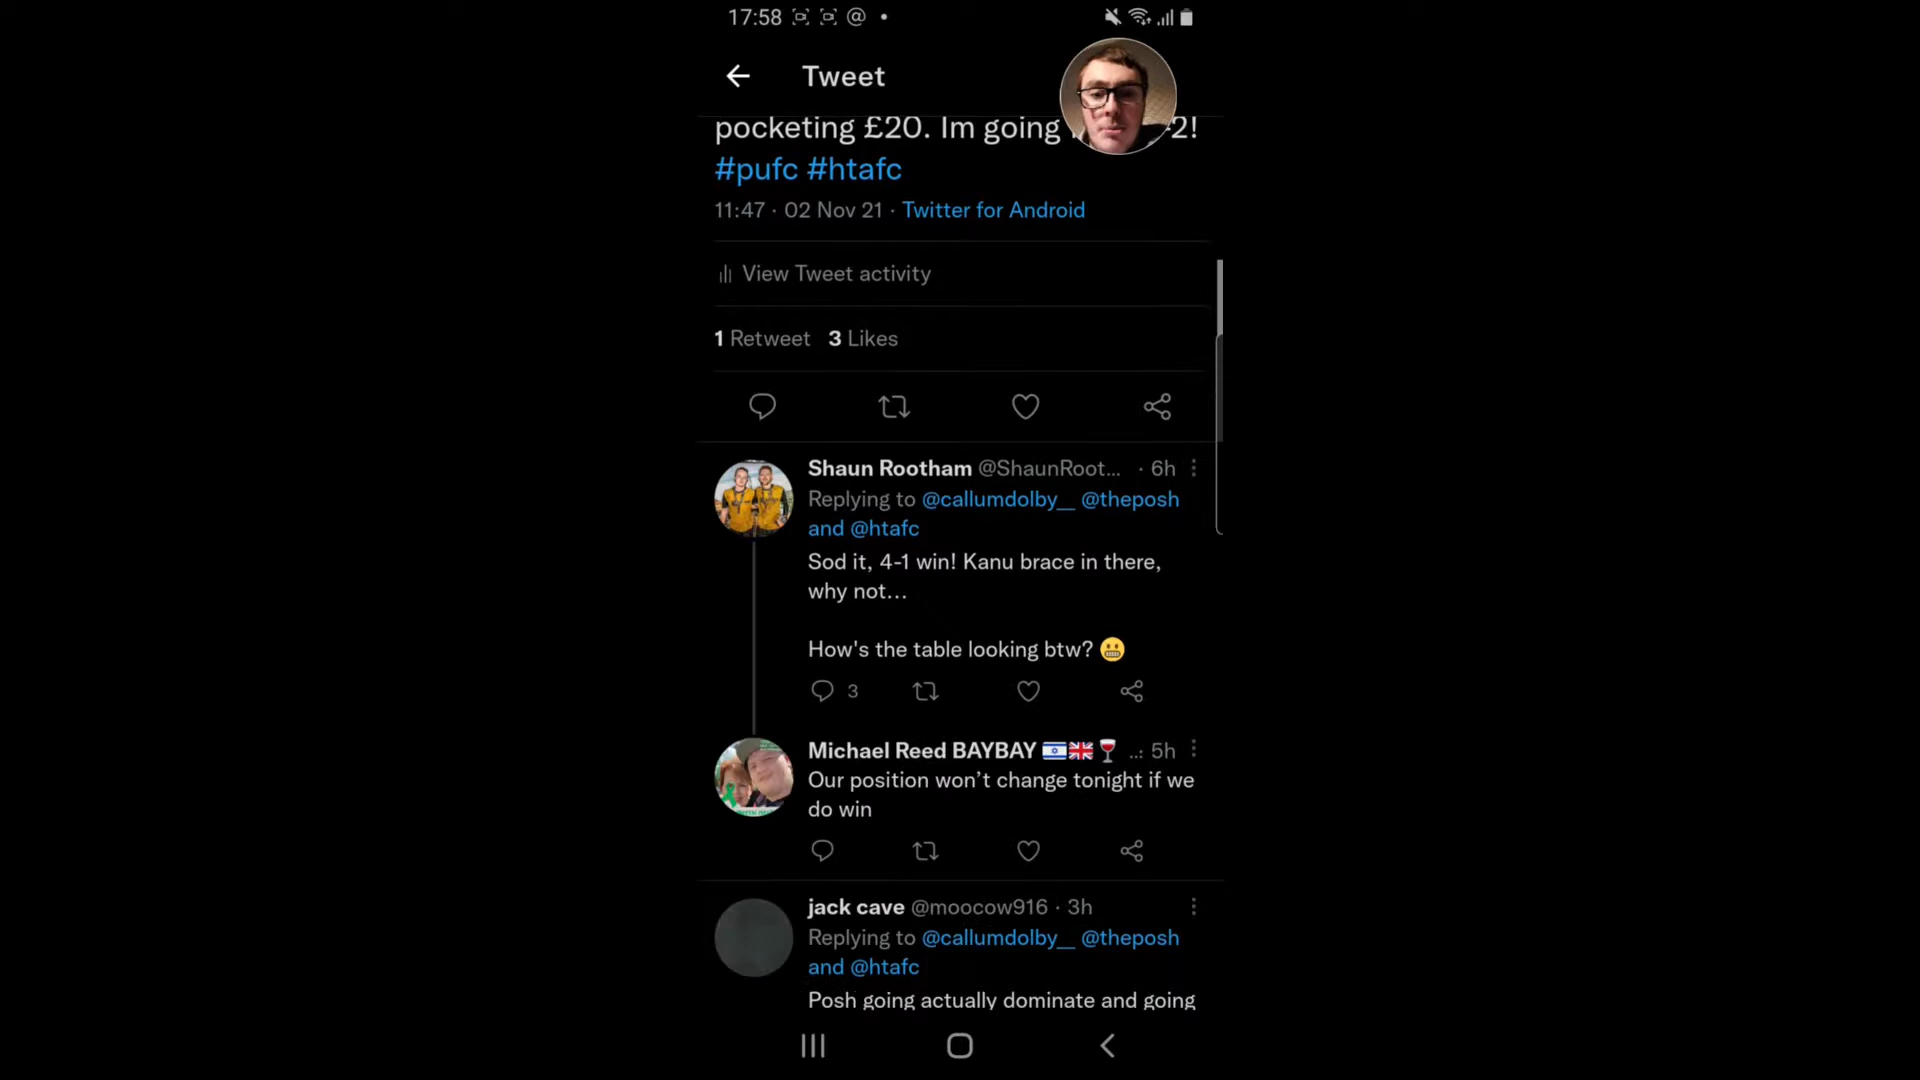 17:58
Tweet
pocketing £20. Im going 2!
#pufc #htafc
11:47 · 02 Nov 21 · Twitter for Android
View Tweet activity
1 Retweet 3 Likes
Shaun Rootham @ShaunRoot... · 6h
Replying to @callumdolby__ @theposh
and @htafc
Sod it, 4-1 win! Kanu brace in there,
why not...
How's the table looking btw? 😬
3
Michael Reed BAYBAY 🇮🇱🇬🇧🍷 ..: 5h
Our position won’t change tonight if we
do win
jack cave @moocow916 · 3h
Replying to @callumdolby__ @theposh
and @htafc
Posh going actually dominate and going